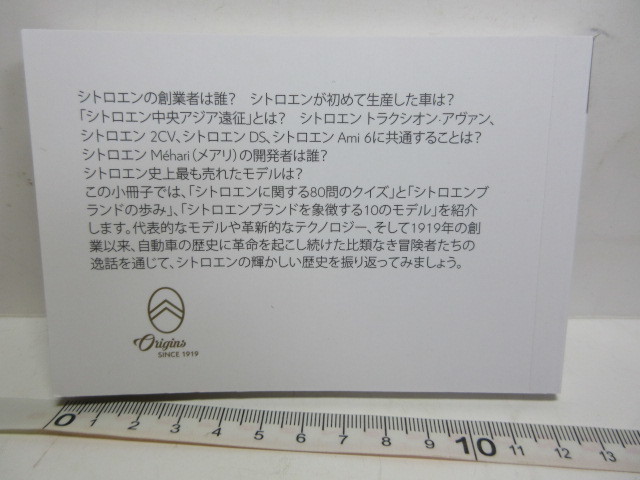 シトロエンの創業者は誰？　シトロエンが初めて生産した車は？
「シトロエン中央アジア遠征」とは？　シトロエン トラクシオン・アヴァン、
シトロエン 2CV、シトロエン DS、シトロエン Ami 6に共通することは？
シトロエン Méhari（メアリ）の開発者は誰？
シトロエン史上最も売れたモデルは？
この小冊子では、「シトロエンに関する80問のクイズ」と「シトロエンブ
ランドの歩み」、「シトロエンブランドを象徴する10のモデル」を紹介
します。代表的なモデルや革新的なテクノロジー、そして1919年の創
業以来、自動車の歴史に革命を起こし続けた比類なき冒険者たちの
逸話を通じて、シトロエンの輝かしい歴史を振り返ってみましょう。
Origins
SINCE 1919
0 1 2 3 4 5 6 7 8 9 10 11 12 13